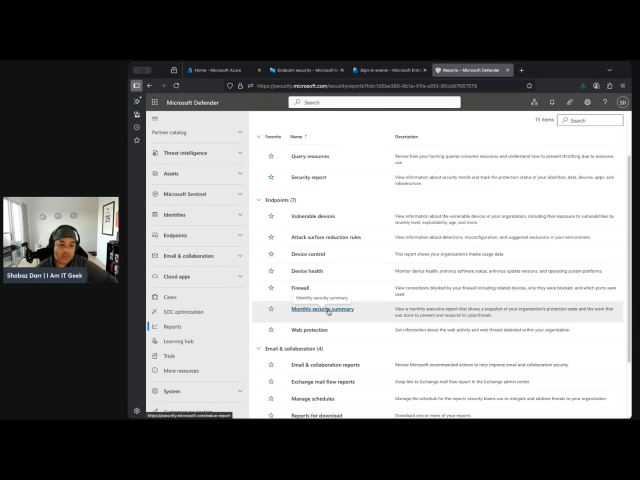 Home - Microsoft Azure
Endpoint security - Microsoft In
Sign-in events - Microsoft Entr
Reports - Microsoft Defender
Microsoft Defender
Search
Partner catalog
Threat intelligence
Assets
Microsoft Sentinel
Identities
Endpoints
Email & collaboration
Cloud apps
Cases
SOC optimization
Reports
Learning hub
Trials
More resources
System
https://security.microsoft.com/value-report
15 items
Search
Favorite
Name ↑
Description
Query resources
Review how your hunting queries consume resources and understand how to prevent throttling due to excessive use.
Security report
View information about security trends and track the protection status of your identities, data, devices, apps, and infrastructure
Endpoints (7)
Vulnerable devices
View information about the vulnerable devices in your organization, including their exposure to vulnerabilities by severity level, exploitability, age, and more.
Attack surface reduction rules
View information about detections, misconfiguration, and suggested exclusions in your environment.
Device control
This report shows your organization's media usage data.
Device health
Monitor device health, antivirus software status, operating system platforms.
Firewall
View connections blocked by your firewall including related devices, why they were blocked, and which ports were used
Monthly security summary
Monthly security summary
View a monthly executive report that shows a snapshot of your organization's protection state and the work that was done to prevent and respond to cyberthreats.
Web protection
Get information about the web activity and web threats detected within your organization.
Email & collaboration (4)
Email & collaboration reports
Review Microsoft recommended actions to help improve email and collaboration security.
Exchange mail flow reports
Deep link to Exchange mail flow report in the Exchange admin center.
Manage schedules
Manage the schedule for the reports security teams use to mitigate and address threats to your organization.
Reports for download
Download one or more of your reports.
Shabaz Darr | I Am IT Geek
SD